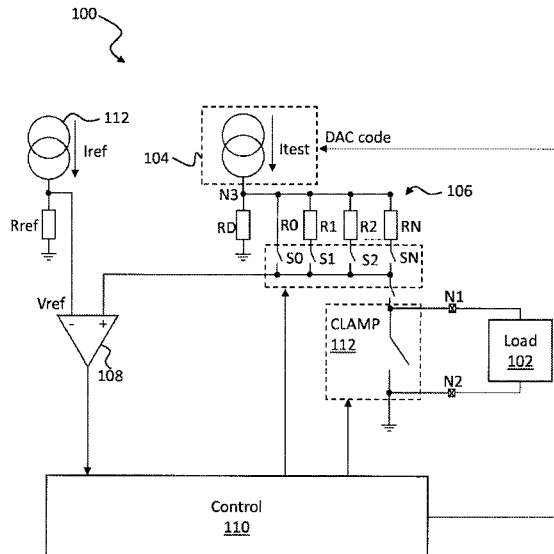 100
112
Iref
Rref
Vref
- +
108
104
Itest
DAC code
N3
106
RD
R0
R1
R2
RN
S0
S1
S2
SN
CLAMP
112
N1
Load
102
N2
Control
110